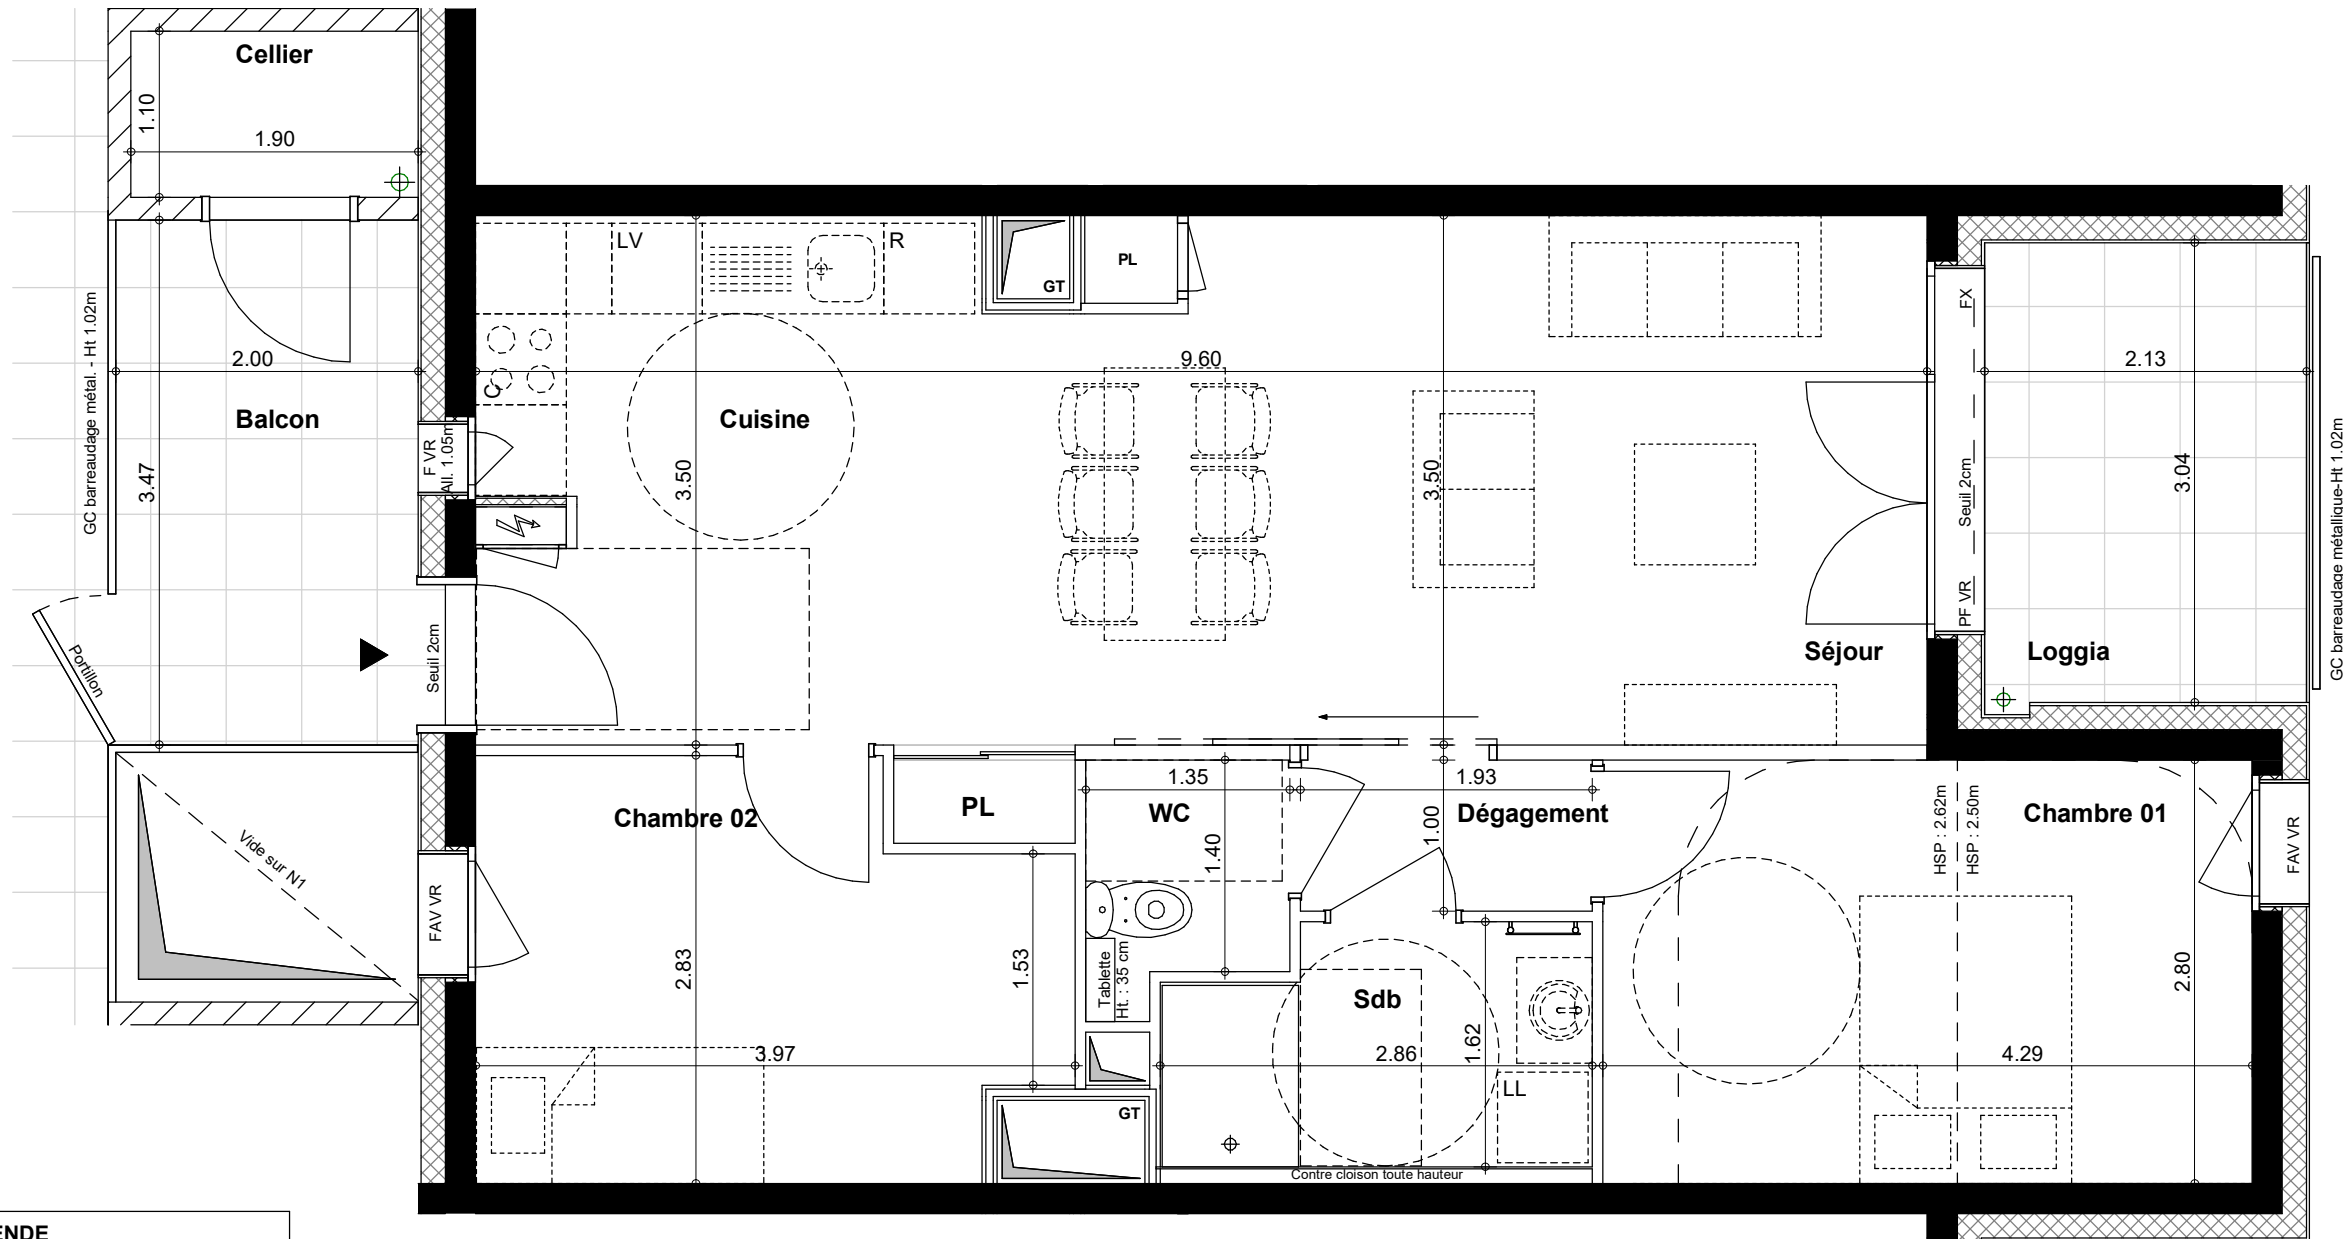 Cellier
1.10
1.90
LV
R
GT
PL
FX
GC barreaudage métal. - Ht 1.02m
2.00
9.60
2.13
Balcon
F VR
All. 1.05m
C
Cuisine
3.47
3.50
3.50
Seuil 2cm
3.04
GC barreaudage métallique-Ht 1.02m
PF VR
Portillon
Seuil 2cm
Séjour
Loggia
1.35
1.93
Chambre 02
PL
WC
Dégagement
Chambre 01
1.40
1.00
HSP : 2.62m
HSP : 2.50m
FAV VR
Vide sur N1
FAV VR
2.83
1.53
Tablette
Ht. : 35 cm
Sdb
2.80
1.62
3.97
2.86
4.29
LL
GT
Contre cloison toute hauteur
ENDE